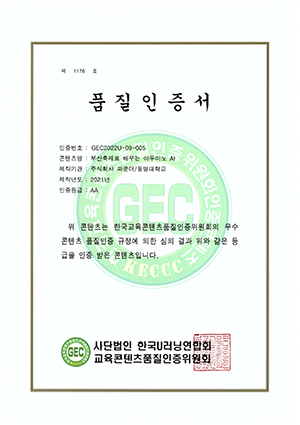 제 1176 호
품질인증서
인증번호 : GEC2022U-09-005
콘텐츠명 : 부산축제로 배우는 아두이노 AI
제작기관 : 주식회사 파운더/동명대학교
제작년도 : 2021년
인증등급 : AA
GEC
KECCC
위 콘텐츠는 한국교육콘텐츠품질인증위원회의 우수
콘텐츠 품질인증 규정에 의한 심의 결과 위와 같은 등
급을 인증 받은 콘텐츠입니다.
GEC
사단법인 한국U러닝연합회
교육콘텐츠품질인증위원회